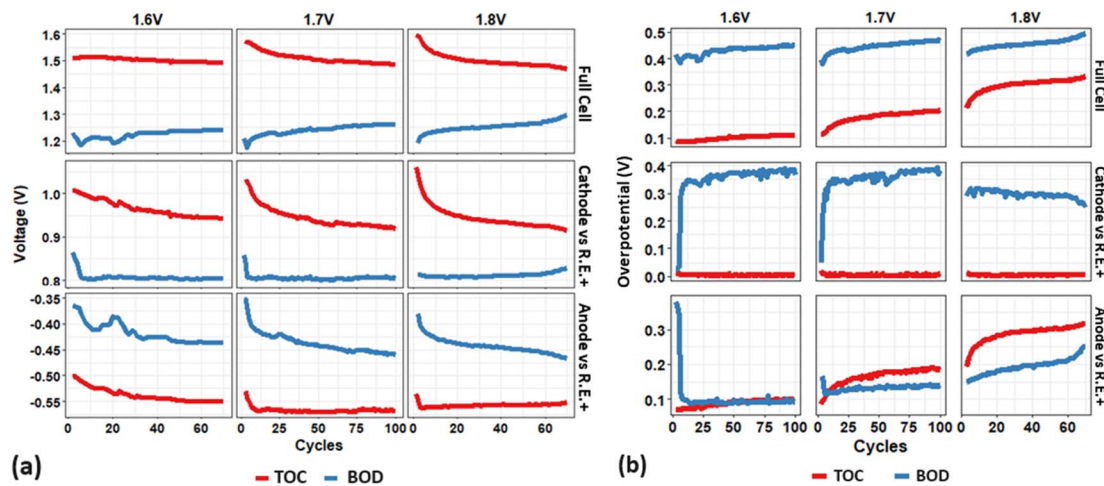 1.6V 1.7V 1.8V
1.6
1.5
1.4
1.3
1.2
Full Cell
1.0
0.9
0.8
Cathode vs R.E.+
Voltage (V)
-0.35
-0.40
-0.45
-0.50
-0.55
Anode vs R.E.+
0 20 40 60 0 25 50 75 100 0 20 40 60
Cycles
(a)
TOC BOD
1.6V 1.7V 1.8V
0.5
0.4
0.3
0.2
0.1
Full Cell
0.4
0.3
0.2
0.1
0.0
Cathode vs R.E.+
Overpotential (V)
0.3
0.2
0.1
Anode vs R.E.+
0 25 50 75 100 0 25 50 75 100 0 20 40 60
Cycles
(b)
TOC BOD